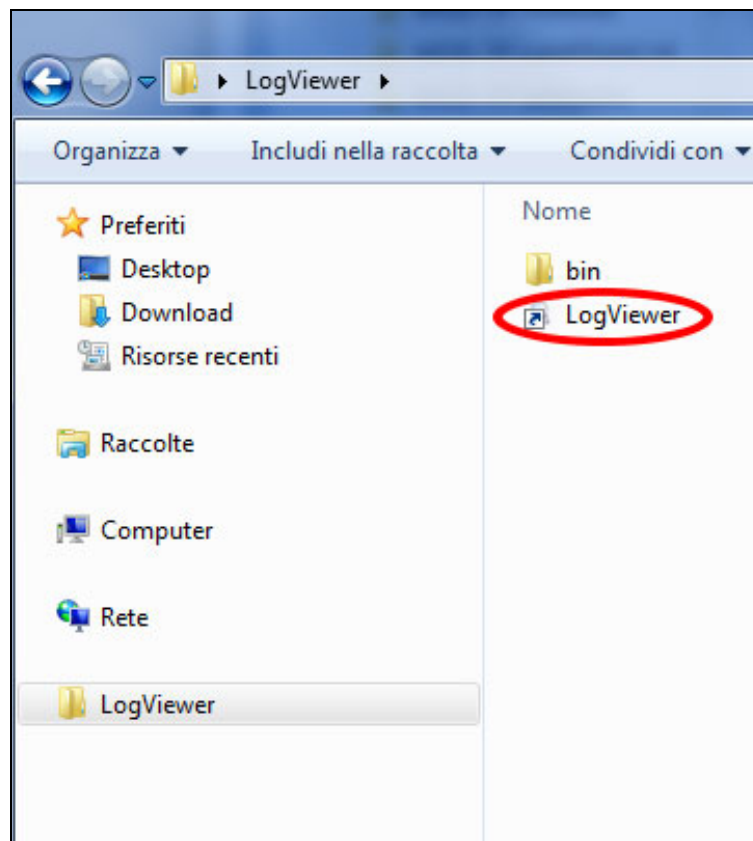 LogViewer
Organizza Includi nella raccolta Condividi con
Preferiti
Desktop
Download
Risorse recenti
Raccolte
Computer
Rete
LogViewer
Nome
bin
LogViewer